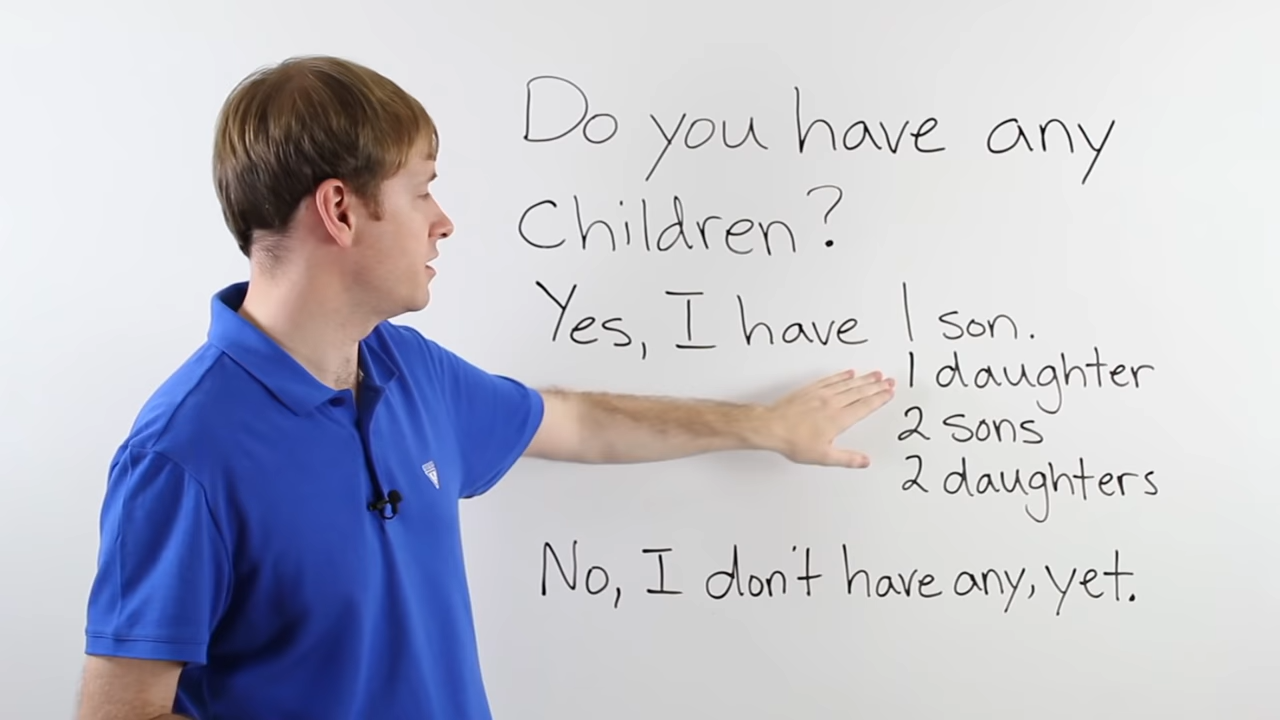 Do you have any
Children?
Yes, I have 1 son.
1 daughter
2 sons
2 daughters
No, I don't have any, yet.